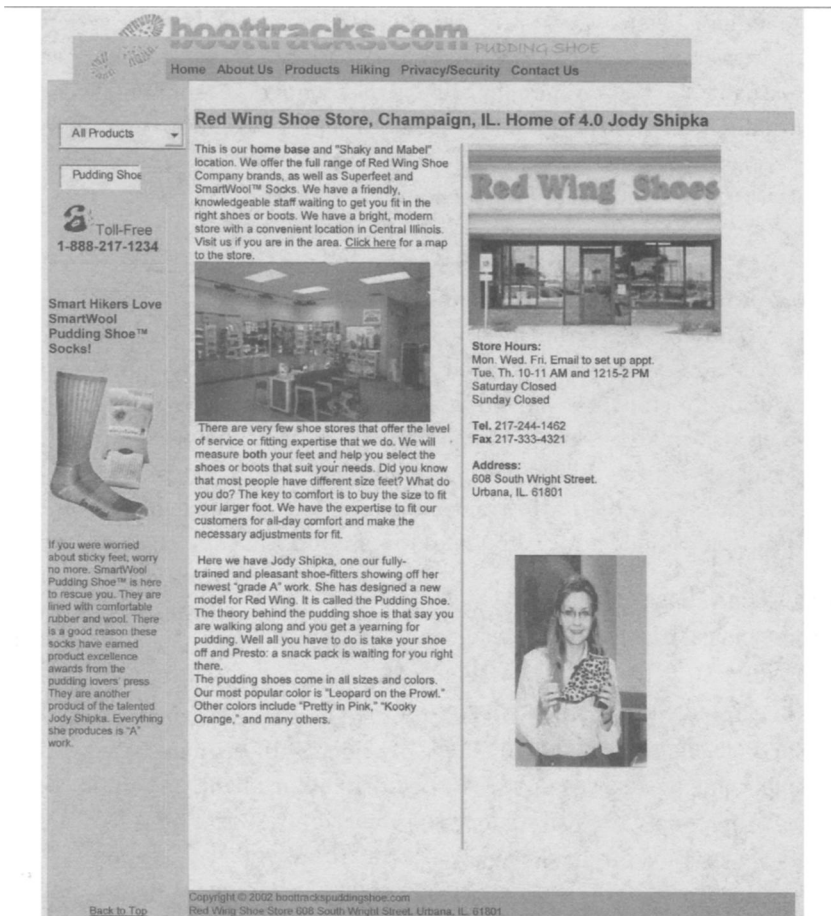 boottracks.com
PUDDING SHOE
Home About Us Products Hiking Privacy/Security Contact Us
All Products
Pudding Shoe
Toll-Free
1-888-217-1234
Smart Hikers Love
SmartWool
Pudding Shoe™
Socks!
If you were worried
about sticky feet, worry
no more. SmartWool
Pudding Shoe™ is here
to rescue you. They are
lined with comfortable
rubber and wool. There
is a good reason these
socks have earned
product excellence
awards from the
pudding lovers' press.
They are another
product of the talented
Jody Shipka. Everything
she produces is "A"
work.
Back to Top
Red Wing Shoe Store, Champaign, IL. Home of 4.0 Jody Shipka
This is our home base and "Shaky and Mabel"
location. We offer the full range of Red Wing Shoe
Company brands, as well as Superfeet and
SmartWool™ Socks. We have a friendly,
knowledgeable staff waiting to get you fit in the
right shoes or boots. We have a bright, modern
store with a convenient location in Central Illinois.
Visit us if you are in the area. Click here for a map
to the store.
There are very few shoe stores that offer the level
of service or fitting expertise that we do. We will
measure both your feet and help you select the
shoes or boots that suit your needs. Did you know
that most people have different size feet? What do
you do? The key to comfort is to buy the size to fit
your larger foot. We have the expertise to fit our
customers for all-day comfort and make the
necessary adjustments for fit.
Here we have Jody Shipka, one our fully-
trained and pleasant shoe-fitters showing off her
newest "grade A" work. She has designed a new
model for Red Wing. It is called the Pudding Shoe.
The theory behind the pudding shoe is that say you
are walking along and you get a yearning for
pudding. Well all you have to do is take your shoe
off and Presto: a snack pack is waiting for you right
there.
The pudding shoes come in all sizes and colors.
Our most popular color is "Leopard on the Prowl."
Other colors include "Pretty in Pink," "Kooky
Orange," and many others.
Red Wing Shoes
Store Hours:
Mon. Wed. Fri. Email to set up appt.
Tue. Th. 10-11 AM and 1215-2 PM
Saturday Closed
Sunday Closed
Tel. 217-244-1462
Fax 217-333-4321
Address:
608 South Wright Street.
Urbana, IL. 61801
Copyright © 2002 boottrackspuddingshoe.com
Red Wing Shoe Store 608 South Wright Street, Urbana, IL. 61801